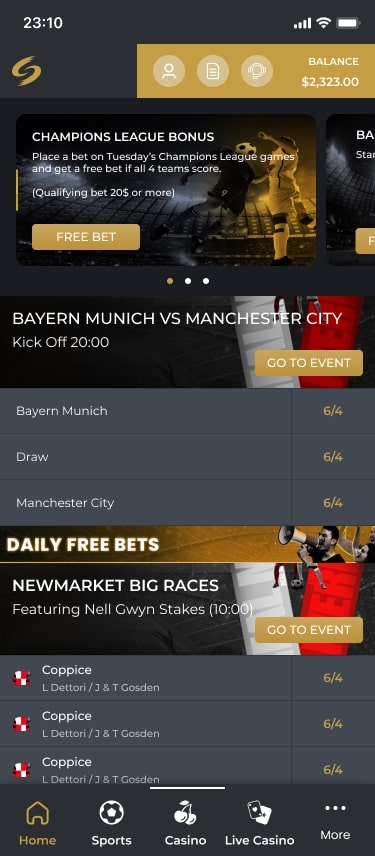 23:10
BALANCE
$2,323.00
CHAMPIONS LEAGUE BONUS
Place a bet on Tuesday's Champions League games
and get a free bet if all 4 teams score.
(Qualifying bet 20$ or more)
FREE BET
BA
Star
F
BAYERN MUNICH VS MANCHESTER CITY
Kick Off 20:00
GO TO EVENT
Bayern Munich 6/4
Draw 6/4
Manchester City 6/4
DAILY FREE BETS
NEWMARKET BIG RACES
Featuring Nell Gwyn Stakes (10:00)
GO TO EVENT
Coppice
L Dettori / J & T Gosden
6/4
Coppice
L Dettori / J & T Gosden
6/4
Coppice
L Dettori / J & T Gosden
6/4
Home Sports Casino Live Casino More